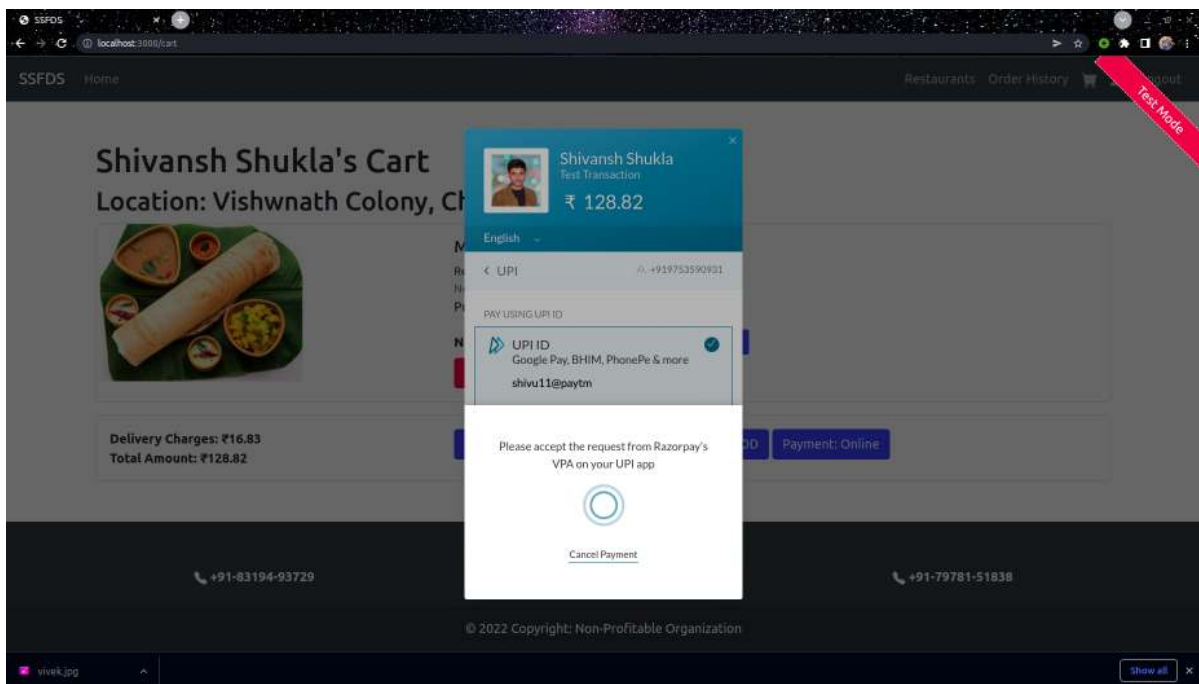 SSFDS
localhost:3000/cart
SSFDS Home
Restaurants Order History
Test Mode
Shivansh Shukla's Cart
Location: Vishwnath Colony,
Delivery Charges: ₹16.83
Total Amount: ₹128.82
Payment: Online
Shivansh Shukla
Test Transaction
₹ 128.82
English
< UPI +919753590931
PAY USING UPI ID
UPI ID
Google Pay, BHIM, PhonePe & more
shivu11@paytm
Please accept the request from Razorpay's
VPA on your UPI app
Cancel Payment
+91-83194-93729
+91-79781-51838
© 2022 Copyright: Non-Profitable Organization
vivek.jpg
Show all